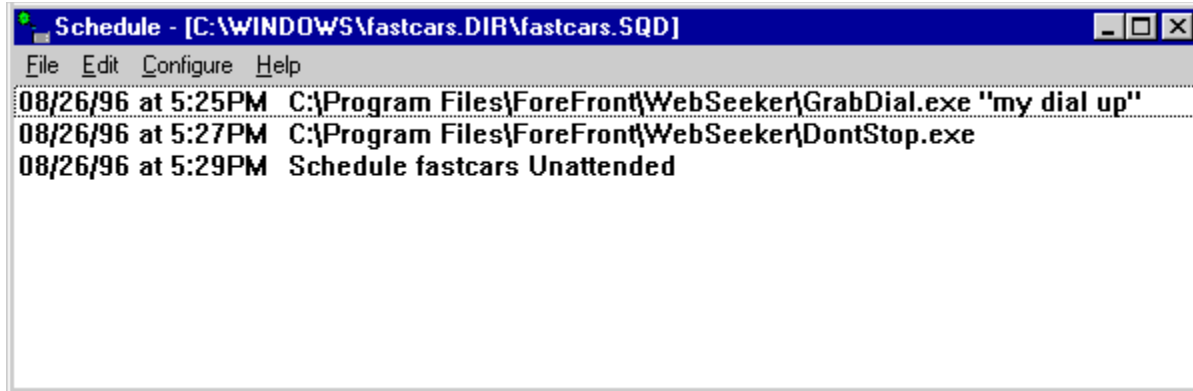 Schedule - [C:\WINDOWS\fastcars.DIR\fastcars.SQD]
File Edit Configure Help
08/26/96 at 5:25PM C:\Program Files\ForeFront\WebSeeker\GrabDial.exe "my dial up"
08/26/96 at 5:27PM C:\Program Files\ForeFront\WebSeeker\DontStop.exe
08/26/96 at 5:29PM Schedule fastcars Unattended